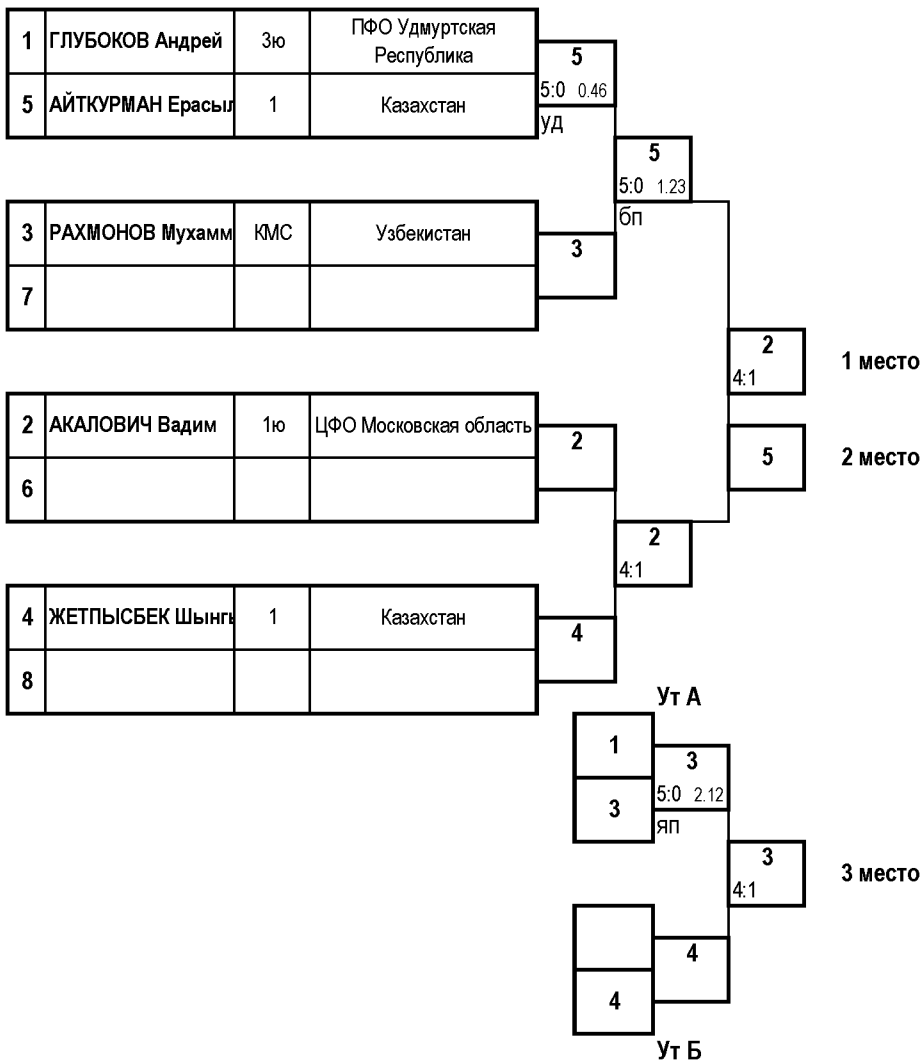 1 ГЛУБОКОВ Андрей 3ю ПФО Удмуртская
Республика
5
5:0 0.46
5 АЙТКУРМАН Ерасыл 1 Казахстан
уд
5
5:0 1.23
бп
3 РАХМОНОВ Мухамм КМС Узбекистан
3
7
2
4:1
1 место
2 АКАЛОВИЧ Вадим 1ю ЦФО Московская область
2
5
2 место
6
2
4:1
4 ЖЕТПЫСБЕК Шынгы 1 Казахстан
4
8
Ут А
1
3
5:0 2.12
3
яп
3
4:1
3 место
4
4
Ут Б